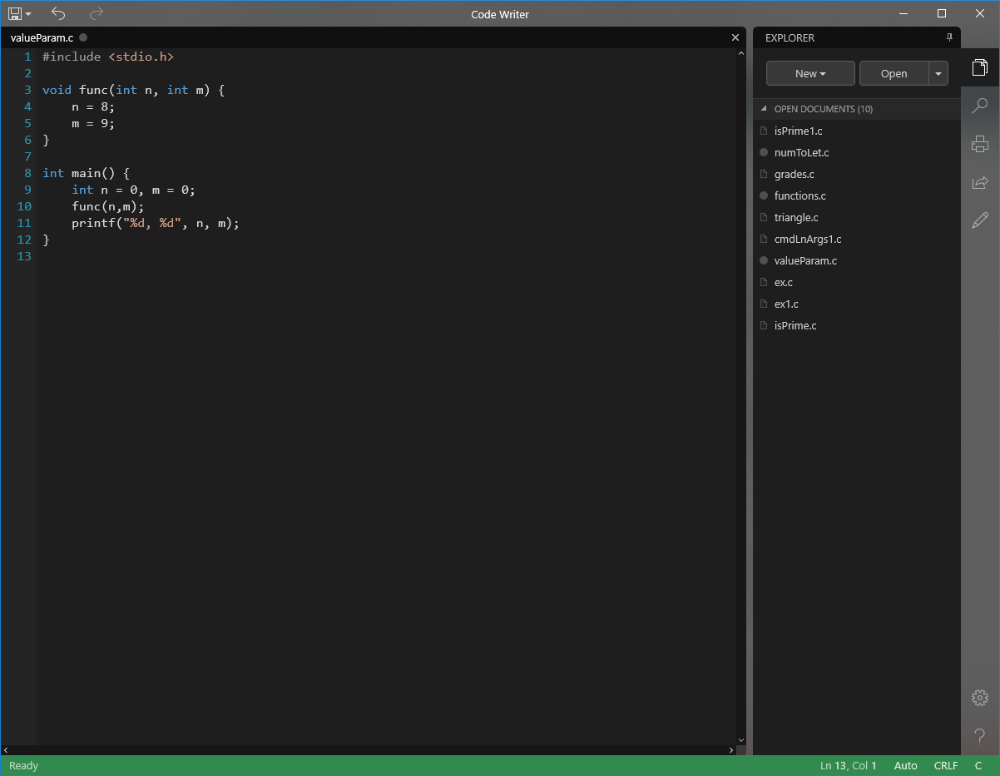 Code Writer
valueParam.c
1 #include <stdio.h>
2
3 void func(int n, int m) {
4     n = 8;
5     m = 9;
6 }
7
8 int main() {
9     int n = 0, m = 0;
10     func(n,m);
11     printf("%d, %d", n, m);
12 }
13
EXPLORER
New
Open
OPEN DOCUMENTS (10)
isPrime1.c
numToLet.c
grades.c
functions.c
triangle.c
cmdLnArgs1.c
valueParam.c
ex.c
ex1.c
isPrime.c
Ready
Ln 13, Col 1 Auto CRLF C